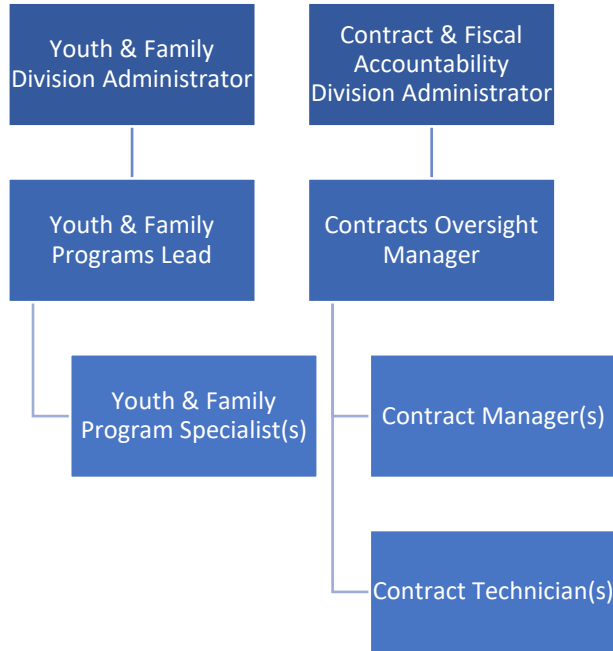 Youth & Family
Division Administrator
Contract & Fiscal
Accountability
Division Administrator
Youth & Family
Programs Lead
Contracts Oversight
Manager
Youth & Family
Program Specialist(s)
Contract Manager(s)
Contract Technician(s)